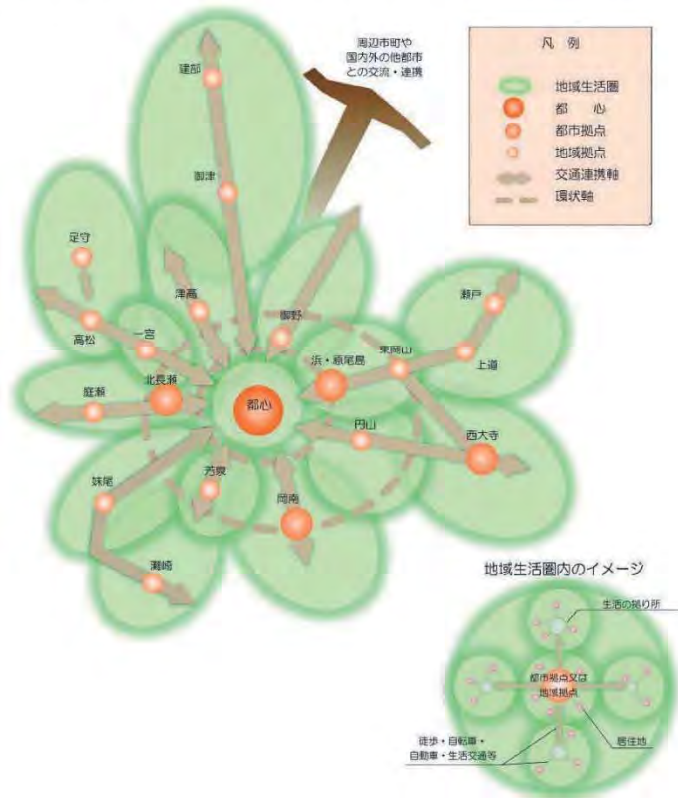 周辺市町や
国内外の他都市
との交流・連携
凡 例
地域生活圏
都 心
都市拠点
地域拠点
交通連携軸
環状軸
建部
御津
足守
津高
御野
瀬戸
高松
一宮
浜・原尾島
東岡山
上道
庭瀬
北長瀬
都心
円山
西大寺
妹尾
芳泉
岡南
灘崎
地域生活圏内のイメージ
生活の拠り所
都市拠点又は
地域拠点
徒歩・自転車・
自動車・生活交通等
居住地